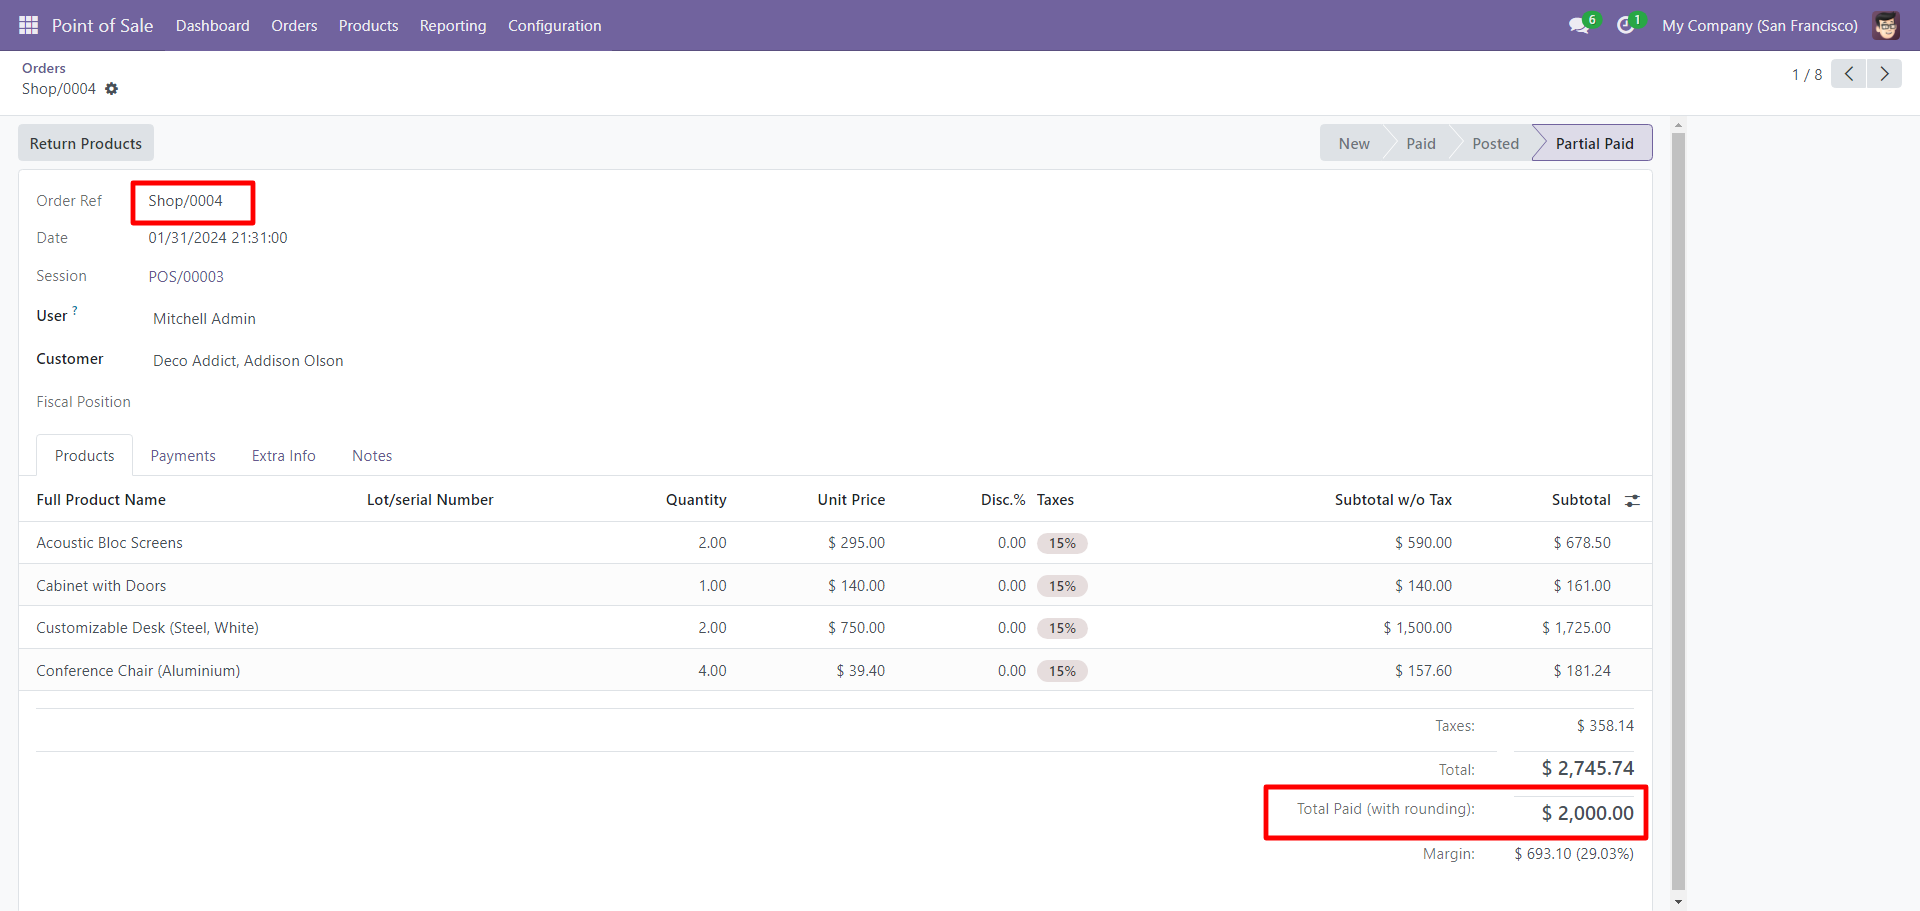 Point of Sale Dashboard Orders Products Reporting Configuration 6 1 My Company (San Francisco)
Orders
Shop/0004 1 / 8
Return Products New Paid Posted Partial Paid
Order Ref Shop/0004
Date 01/31/2024 21:31:00
Session POS/00003
User ? Mitchell Admin
Customer Deco Addict, Addison Olson
Fiscal Position
Products Payments Extra Info Notes
Full Product Name Lot/serial Number Quantity Unit Price Disc.% Taxes Subtotal w/o Tax Subtotal
Acoustic Bloc Screens 2.00 $ 295.00 0.00 15% $ 590.00 $ 678.50
Cabinet with Doors 1.00 $ 140.00 0.00 15% $ 140.00 $ 161.00
Customizable Desk (Steel, White) 2.00 $ 750.00 0.00 15% $ 1,500.00 $ 1,725.00
Conference Chair (Aluminium) 4.00 $ 39.40 0.00 15% $ 157.60 $ 181.24
Taxes: $ 358.14
Total: $ 2,745.74
Total Paid (with rounding): $ 2,000.00
Margin: $ 693.10 (29.03%)